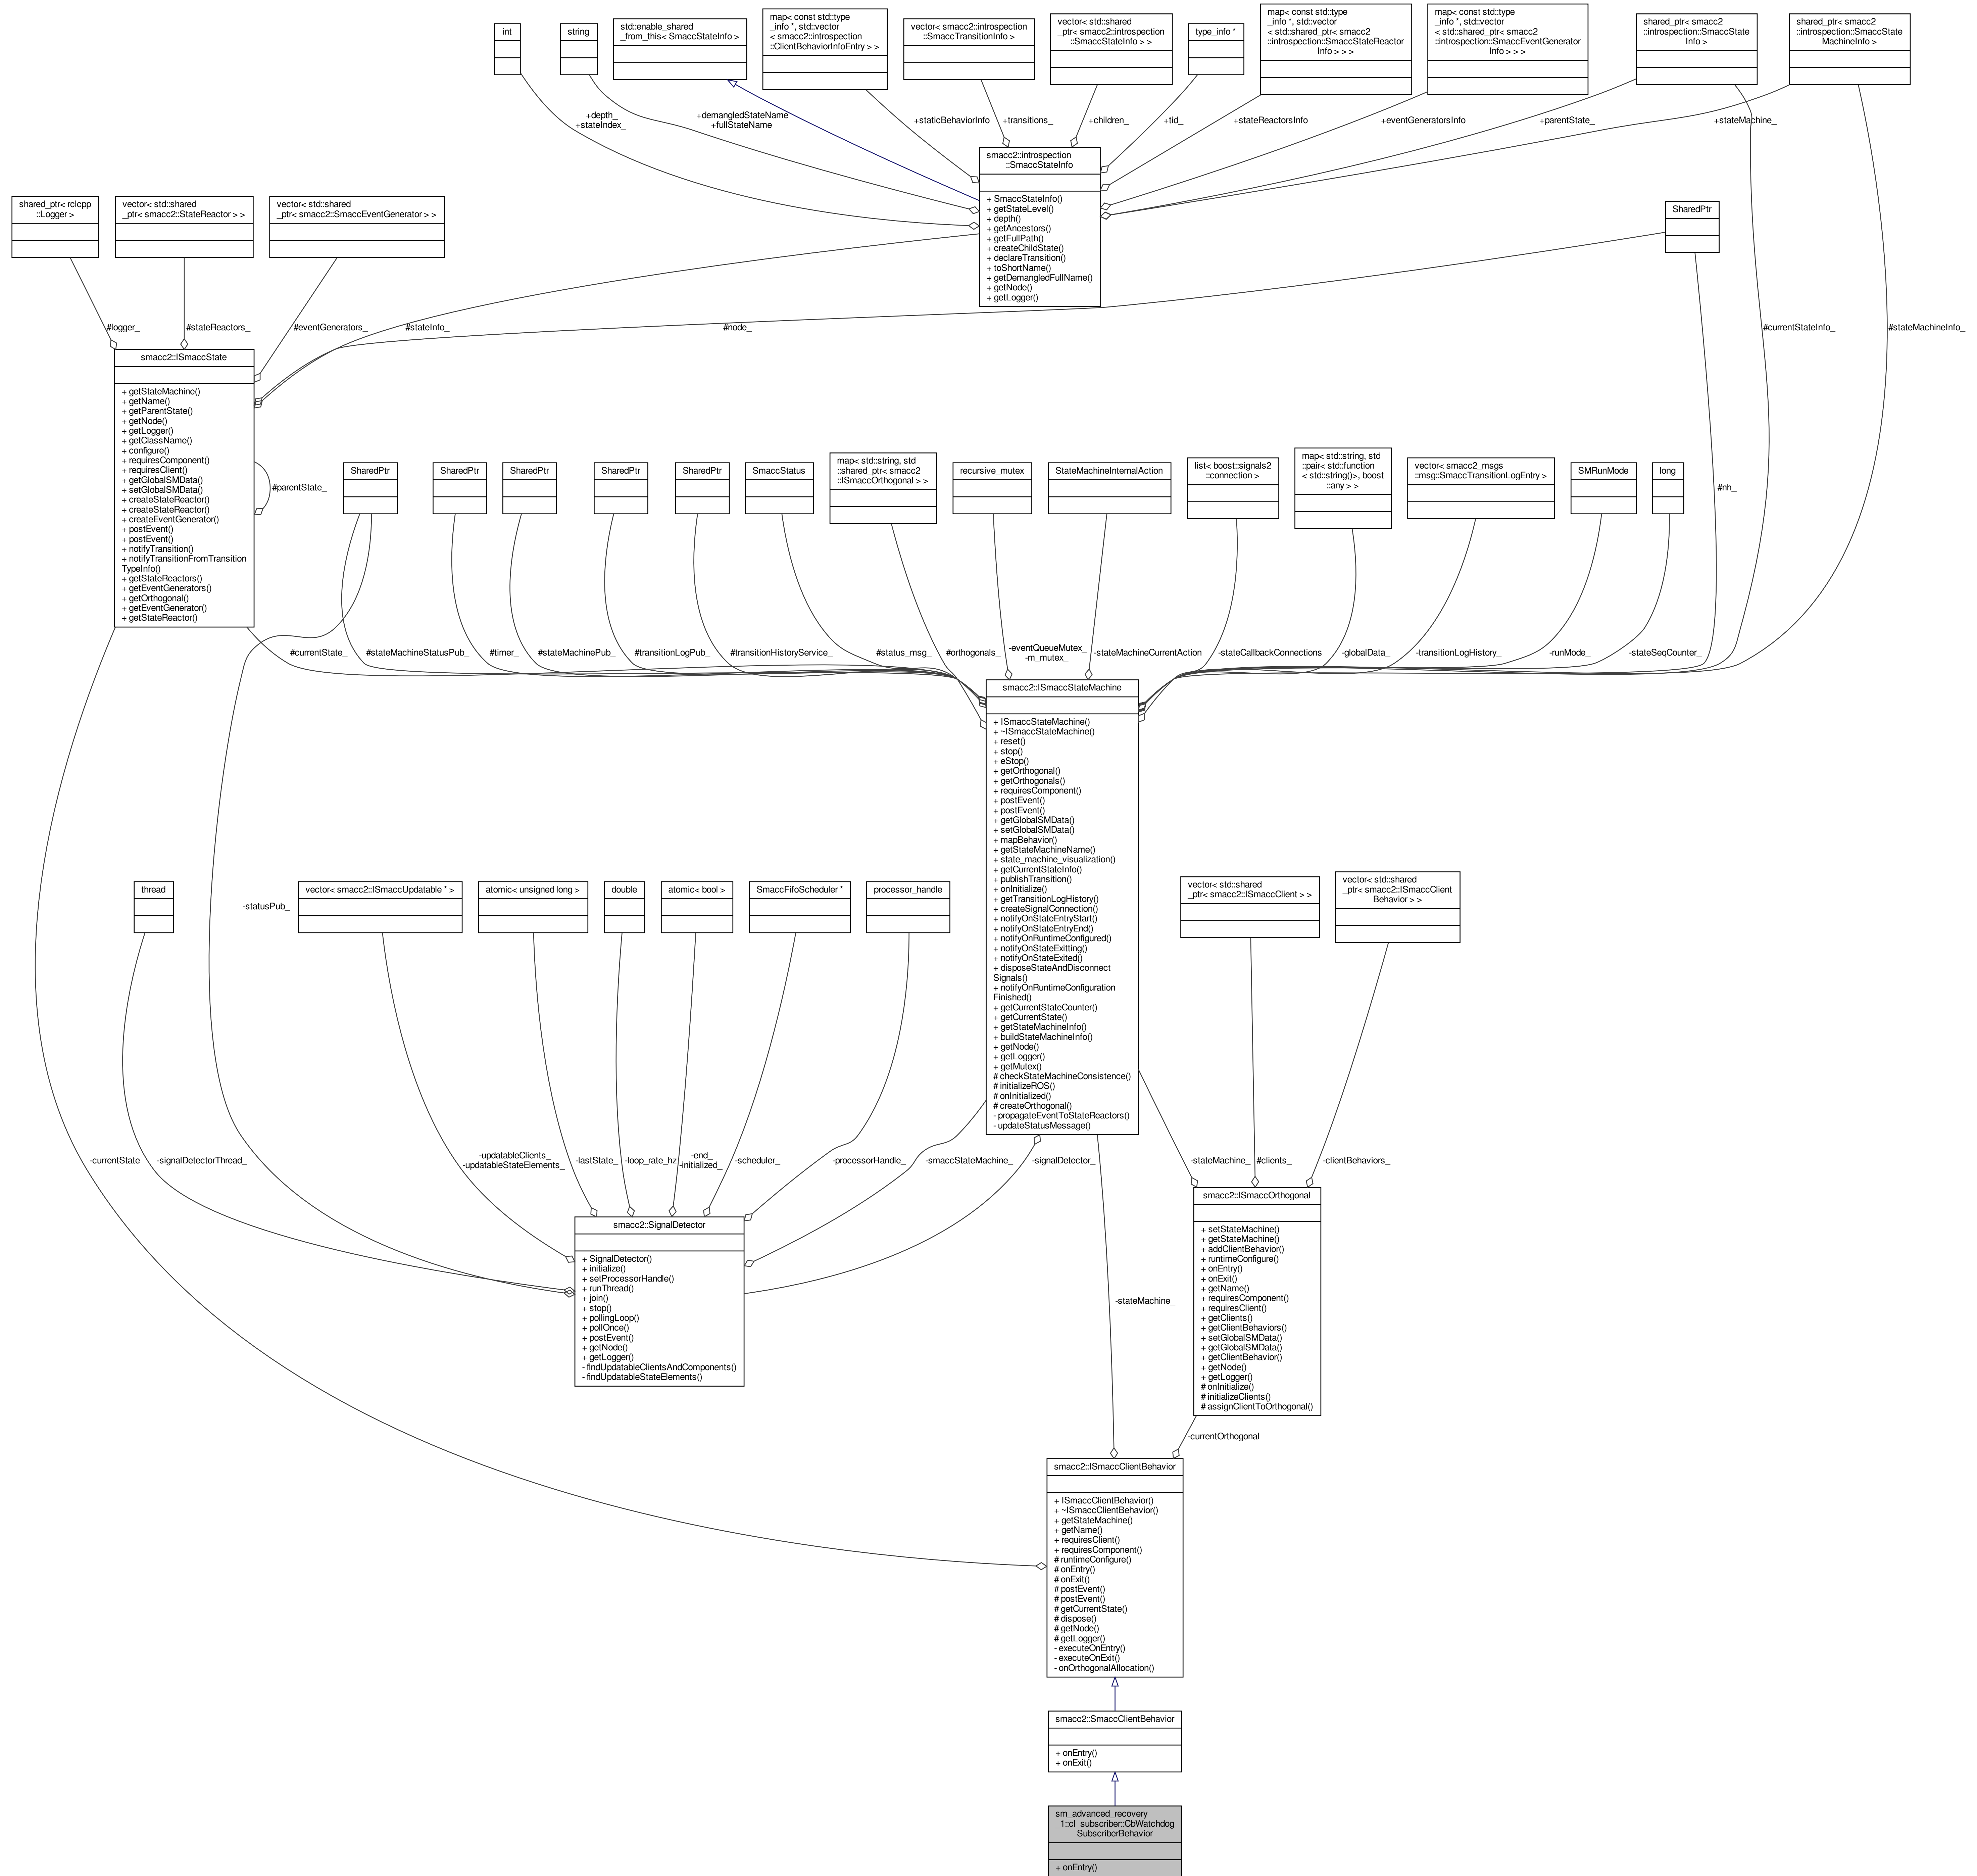 int
string
std::enable_shared
_from_this< SmaccStateInfo >
map< const std::type
_info *, std::vector
< smacc2::introspection
::ClientBehaviorInfoEntry > >
vector< smacc2::introspection
::SmaccTransitionInfo >
vector< std::shared
_ptr< smacc2::introspection
::SmaccStateInfo > >
type_info *
map< const std::type
_info *, std::vector
< std::shared_ptr< smacc2
::introspection::SmaccStateReactor
Info > > >
map< const std::type
_info *, std::vector
< std::shared_ptr< smacc2
::introspection::SmaccEventGenerator
Info > > >
shared_ptr< smacc2
::introspection::SmaccState
Info >
shared_ptr< smacc2
::introspection::SmaccState
MachineInfo >
+depth_
+stateIndex_
+demangledStateName
+fullStateName
+staticBehaviorInfo
+transitions_
+children_
+tid_
+stateReactorsInfo
+eventGeneratorsInfo
+parentState_
+stateMachine_
smacc2::introspection
::SmaccStateInfo
+ SmaccStateInfo()
+ getStateLevel()
+ depth()
+ getAncestors()
+ getFullPath()
+ createChildState()
+ declareTransition()
+ toShortName()
+ getDemangledFullName()
+ getNode()
+ getLogger()
shared_ptr< rclcpp
::Logger >
vector< std::shared
_ptr< smacc2::StateReactor > >
vector< std::shared
_ptr< smacc2::SmaccEventGenerator > >
SharedPtr
#logger_
#stateReactors_
#eventGenerators_
#stateInfo_
#node_
#currentStateInfo_
#stateMachineInfo_
smacc2::ISmaccState
+ getStateMachine()
+ getName()
+ getParentState()
+ getNode()
+ getLogger()
+ getClassName()
+ configure()
+ requiresComponent()
+ requiresClient()
+ getGlobalSMData()
+ setGlobalSMData()
+ createStateReactor()
+ createStateReactor()
+ createEventGenerator()
+ postEvent()
+ postEvent()
+ notifyTransition()
+ notifyTransitionFromTransition
TypeInfo()
+ getStateReactors()
+ getEventGenerators()
+ getOrthogonal()
+ getEventGenerator()
+ getStateReactor()
#parentState_
SharedPtr
SharedPtr
SharedPtr
SharedPtr
SharedPtr
SmaccStatus
map< std::string, std
::shared_ptr< smacc2
::ISmaccOrthogonal > >
recursive_mutex
StateMachineInternalAction
list< boost::signals2
::connection >
map< std::string, std
::pair< std::function
< std::string()>, boost
::any > >
vector< smacc2_msgs
::msg::SmaccTransitionLogEntry >
SMRunMode
long
#nh_
#currentState_
#stateMachineStatusPub_
#timer_
#stateMachinePub_
#transitionLogPub_
#transitionHistoryService_
#status_msg_
#orthogonals_
-eventQueueMutex_
-m_mutex_
-stateMachineCurrentAction
-stateCallbackConnections
-globalData_
-transitionLogHistory_
-runMode_
-stateSeqCounter_
smacc2::ISmaccStateMachine
+ ISmaccStateMachine()
+ ~ISmaccStateMachine()
+ reset()
+ stop()
+ eStop()
+ getOrthogonal()
+ getOrthogonals()
+ requiresComponent()
+ postEvent()
+ postEvent()
+ getGlobalSMData()
+ setGlobalSMData()
+ mapBehavior()
+ getStateMachineName()
+ state_machine_visualization()
+ getCurrentStateInfo()
+ publishTransition()
+ onInitialize()
+ getTransitionLogHistory()
+ createSignalConnection()
+ notifyOnStateEntryStart()
+ notifyOnStateEntryEnd()
+ notifyOnRuntimeConfigured()
+ notifyOnStateExitting()
+ notifyOnStateExited()
+ disposeStateAndDisconnect
Signals()
+ notifyOnRuntimeConfiguration
Finished()
+ getCurrentStateCounter()
+ getCurrentState()
+ getStateMachineInfo()
+ buildStateMachineInfo()
+ getNode()
+ getLogger()
+ getMutex()
# checkStateMachineConsistence()
# initializeROS()
# onInitialized()
# createOrthogonal()
- propagateEventToStateReactors()
- updateStatusMessage()
thread
-statusPub_
vector< smacc2::ISmaccUpdatable * >
atomic< unsigned long >
double
atomic< bool >
SmaccFifoScheduler *
processor_handle
vector< std::shared
_ptr< smacc2::ISmaccClient > >
vector< std::shared
_ptr< smacc2::ISmaccClient
Behavior > >
-currentState
-signalDetectorThread_
-updatableClients_
-updatableStateElements_
-lastState_
-loop_rate_hz
-end_
-initialized_
-scheduler_
-processorHandle_
-smaccStateMachine_
-signalDetector_
-stateMachine_
#clients_
-clientBehaviors_
smacc2::SignalDetector
+ SignalDetector()
+ initialize()
+ setProcessorHandle()
+ runThread()
+ join()
+ stop()
+ pollingLoop()
+ pollOnce()
+ postEvent()
+ getNode()
+ getLogger()
- findUpdatableClientsAndComponents()
- findUpdatableStateElements()
-stateMachine_
smacc2::ISmaccOrthogonal
+ setStateMachine()
+ getStateMachine()
+ addClientBehavior()
+ runtimeConfigure()
+ onEntry()
+ onExit()
+ getName()
+ requiresComponent()
+ requiresClient()
+ getClients()
+ getClientBehaviors()
+ setGlobalSMData()
+ getGlobalSMData()
+ getClientBehavior()
+ getNode()
+ getLogger()
# onInitialize()
# initializeClients()
# assignClientToOrthogonal()
-currentOrthogonal
smacc2::ISmaccClientBehavior
+ ISmaccClientBehavior()
+ ~ISmaccClientBehavior()
+ getStateMachine()
+ getName()
+ requiresClient()
+ requiresComponent()
# runtimeConfigure()
# onEntry()
# onExit()
# postEvent()
# postEvent()
# getCurrentState()
# dispose()
# getNode()
# getLogger()
- executeOnEntry()
- executeOnExit()
- onOrthogonalAllocation()
smacc2::SmaccClientBehavior
+ onEntry()
+ onExit()
sm_advanced_recovery
_1::cl_subscriber::CbWatchdog
SubscriberBehavior
+ onEntry()